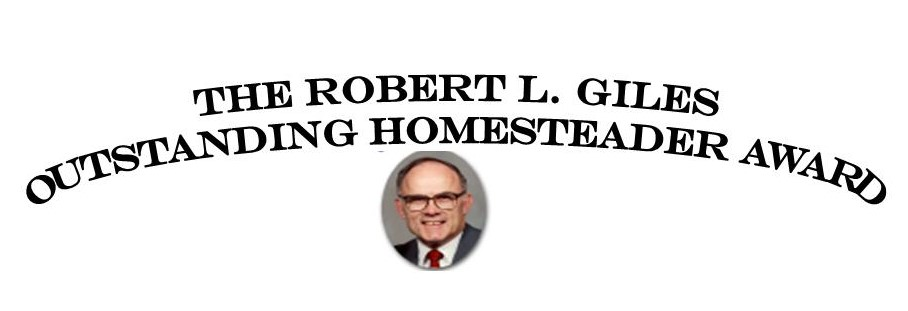 THE ROBERT L. GILES
OUTSTANDING HOMESTEADER AWARD